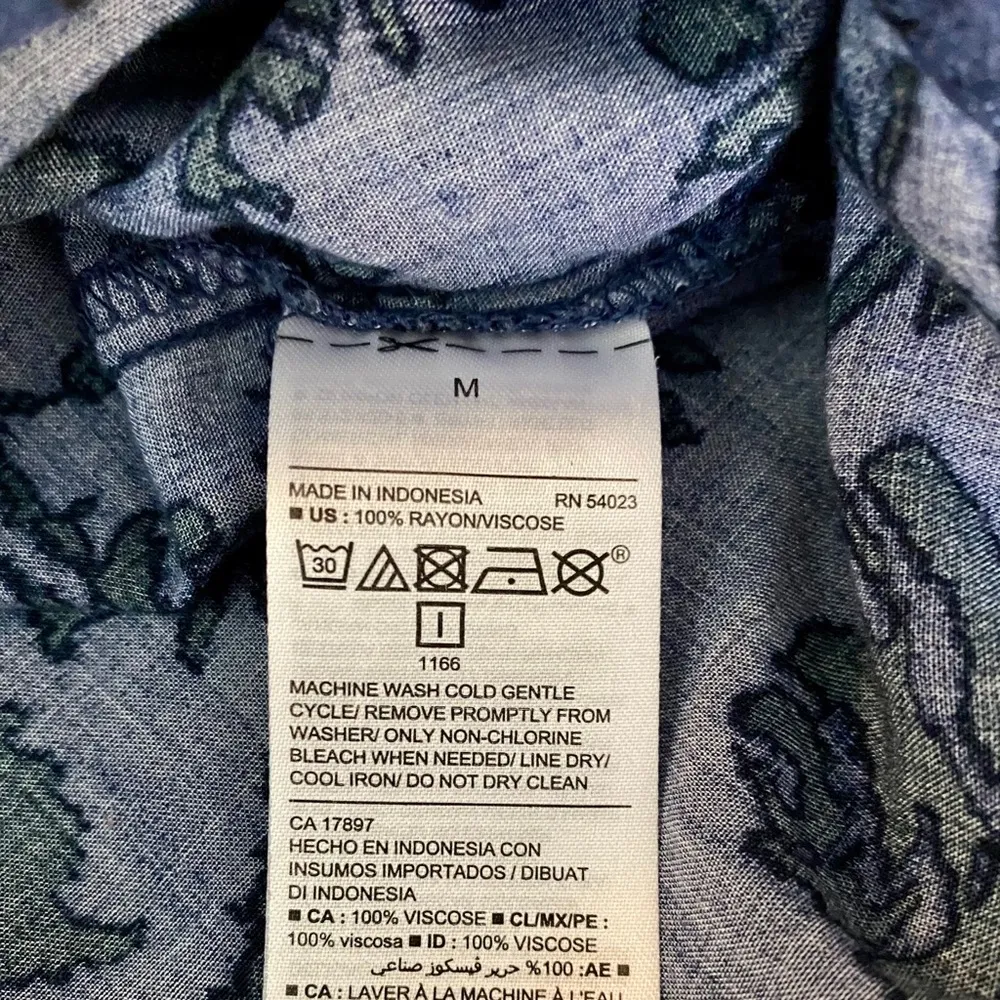 M
MADE IN INDONESIA RN 54023
■ US : 100% RAYON/VISCOSE
30 ®
I
1166
MACHINE WASH COLD GENTLE
CYCLE/ REMOVE PROMPTLY FROM
WASHER/ ONLY NON-CHLORINE
BLEACH WHEN NEEDED/ LINE DRY/
COOL IRON/ DO NOT DRY CLEAN
CA 17897
HECHO EN INDONESIA CON
INSUMOS IMPORTADOS / DIBUAT
DI INDONESIA
■ CA : 100% VISCOSE ■ CL/MX/PE :
100% viscosa ■ ID : 100% VISCOSE
■ AE: 100% حرير ڤيسكوز صناعي
■ CA : LAVER À LA MACHINE À L'EAU